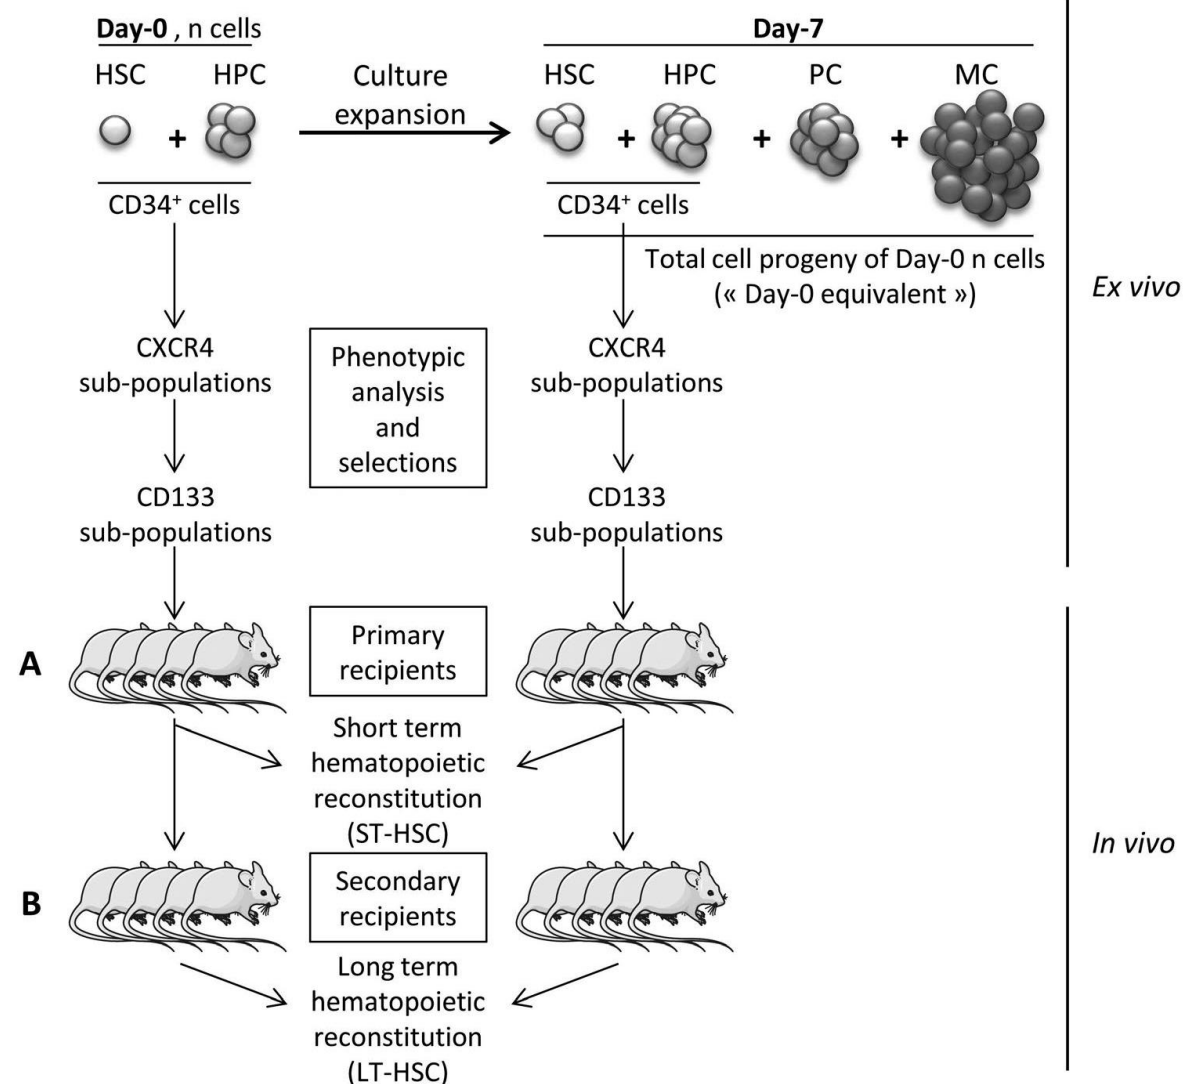 Day-0 , n cells
Day-7
HSC
HPC
Culture
expansion
HSC
HPC
PC
MC
+
+
+
+
CD34⁺ cells
CD34⁺ cells
Total cell progeny of Day-0 n cells
(« Day-0 equivalent »)
Ex vivo
CXCR4
sub-populations
Phenotypic
analysis
and
selections
CXCR4
sub-populations
CD133
sub-populations
CD133
sub-populations
A
Primary
recipients
Short term
hematopoietic
reconstitution
(ST-HSC)
In vivo
B
Secondary
recipients
Long term
hematopoietic
reconstitution
(LT-HSC)